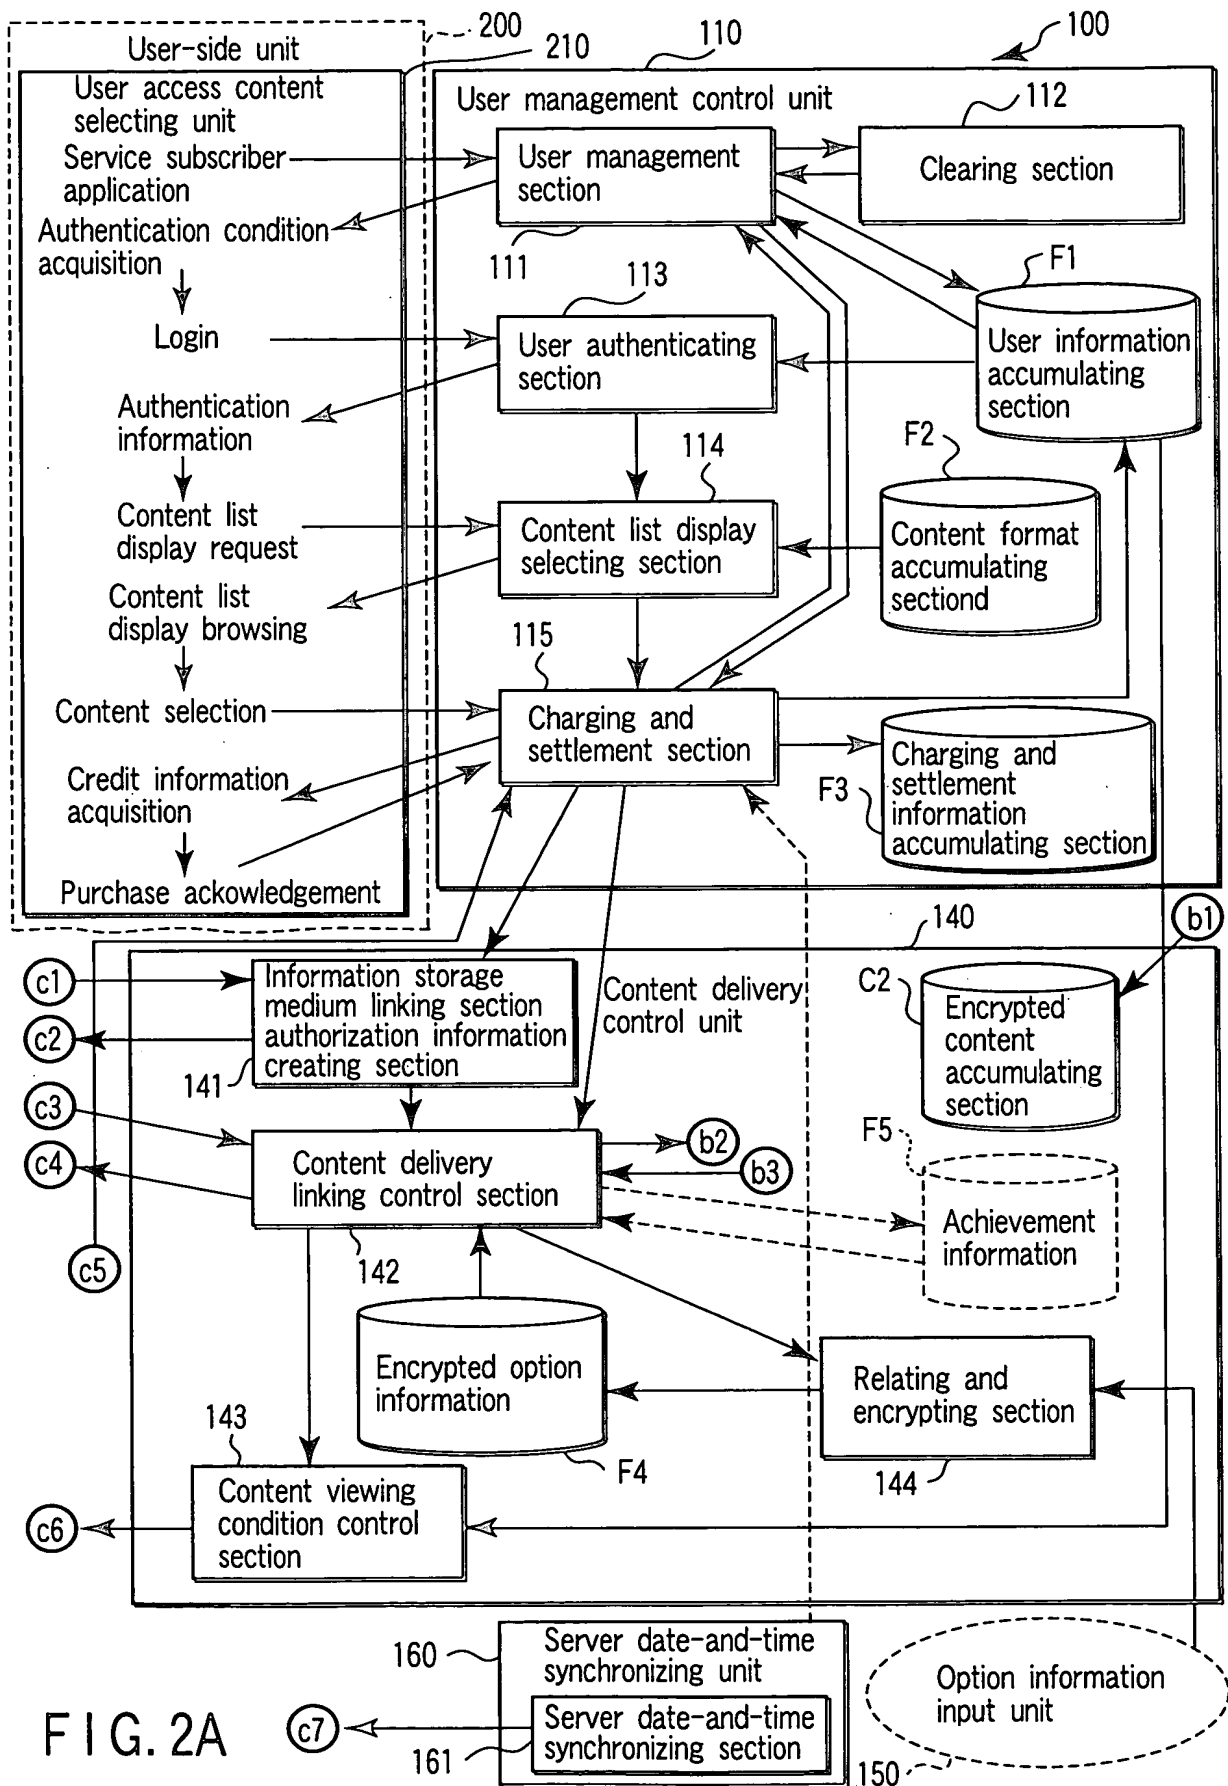 200
User-side unit
210
User access content
selecting unit
Service subscriber
application
Authentication condition
acquisition
Login
Authentication
information
Content list
display request
Content list
display browsing
Content selection
Credit information
acquisition
Purchase ackowledgement
100
110
User management control unit
112
User management
section
111
Clearing section
113
F1
User authenticating
section
User information
accumulating
section
114
F2
Content list display
selecting section
Content format
accumulating
sectiond
115
Charging and
settlement section
F3
Charging and
settlement
information
accumulating section
140
b1
c1
c2
c3
c4
c5
c6
c7
Information storage
medium linking section
authorization information
creating section
141
Content delivery
control unit
C2
Encrypted
content
accumulating
section
b2
b3
Content delivery
linking control section
142
F5
Achievement
information
Encrypted option
information
F4
Relating and
encrypting section
144
143
Content viewing
condition control
section
160
Server date-and-time
synchronizing unit
161
Server date-and-time
synchronizing section
Option information
input unit
150
FIG. 2A